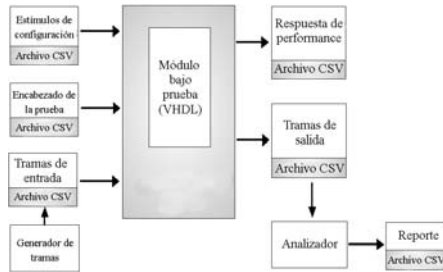 Estímulos de
configuración
Archivo CSV
Encabezado de
la prueba
Archivo CSV
Tramas de
entrada
Archivo CSV
Generador de
tramas
Módulo
bajo
prueba
(VHDL)
Respuesta de
performance
Archivo CSV
Tramas de
salida
Archivo CSV
Analizador
Reporte
Archivo CSV